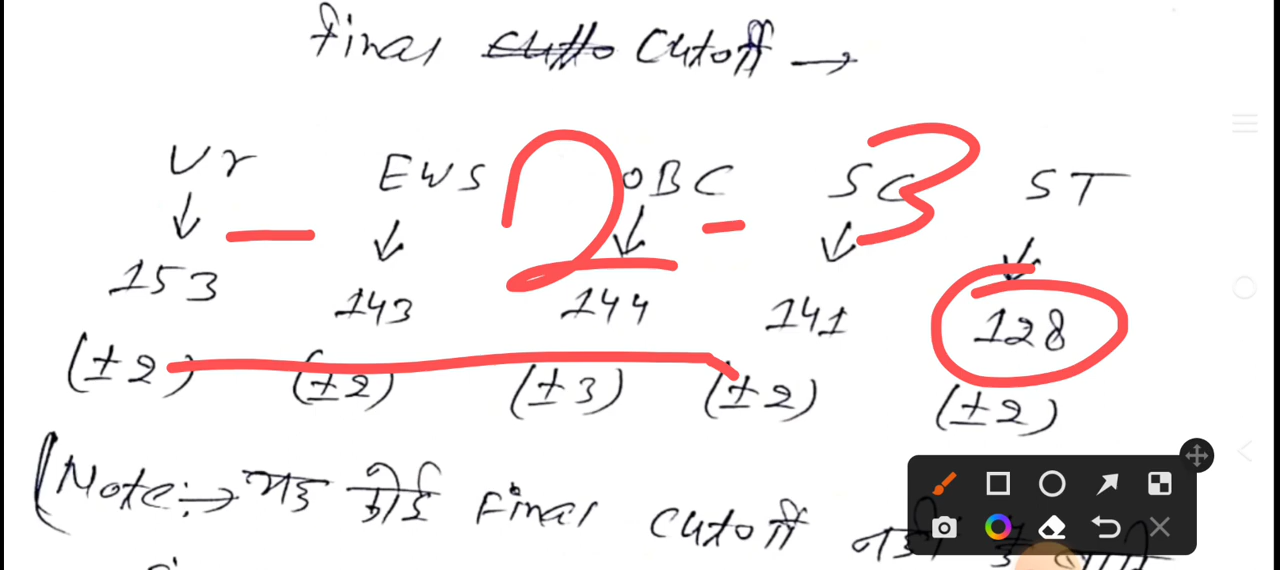 final Cutoff →
Ur EWS OBC SC ST
2 - 3
153 143 144 141 128
(±2) (±2) (±3) (±2) (±2)
(Note:→ यह कोई final cutoff नहीं है